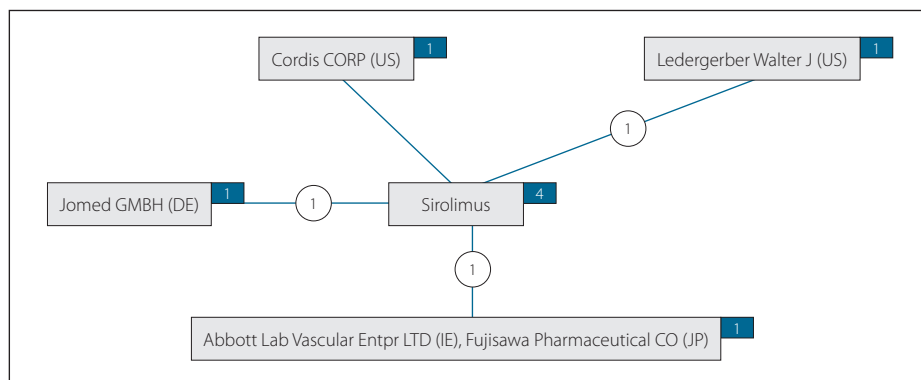 Cordis CORP (US) 1
Ledergerber Walter J (US) 1
1
Jomed GMBH (DE) 1
1
Sirolimus 4
1
Abbott Lab Vascular Entpr LTD (IE), Fujisawa Pharmaceutical CO (JP) 1